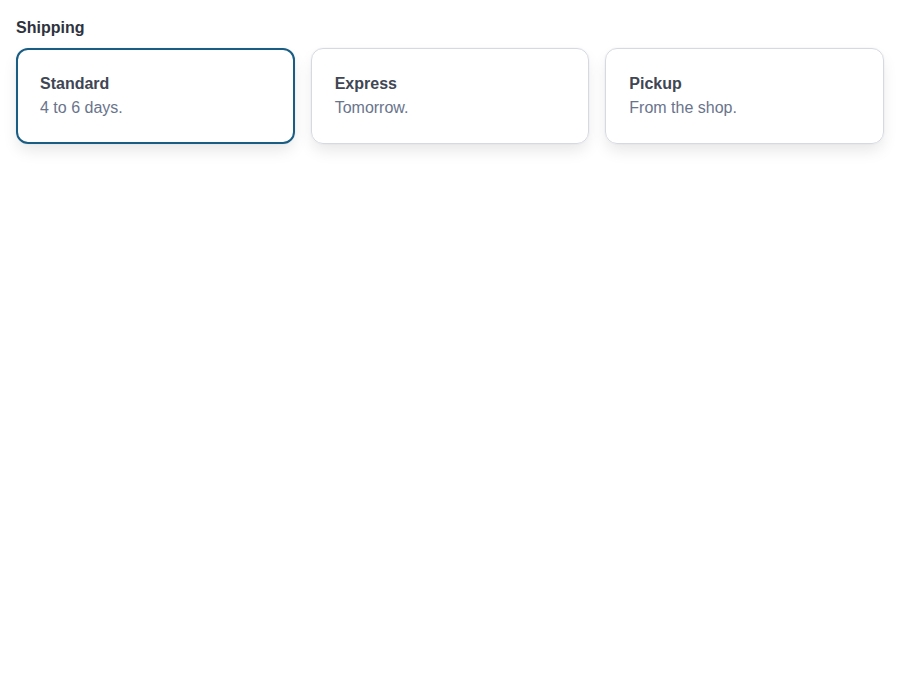 Shipping
Standard
4 to 6 days.
Express
Tomorrow.
Pickup
From the shop.